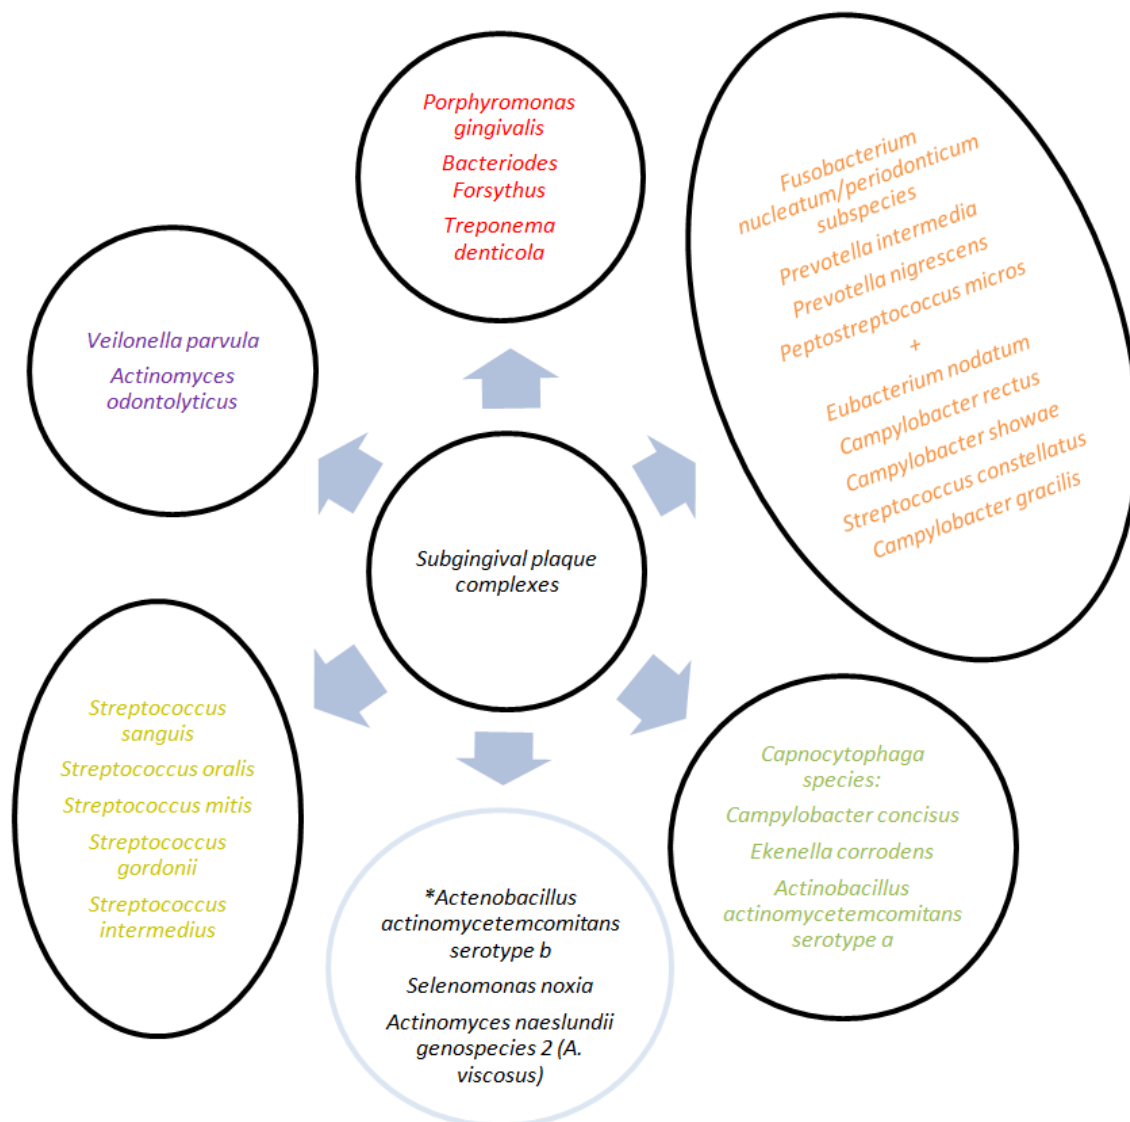 Porphyromonas
gingivalis
Bacteriodes
Forsythus
Treponema
denticola
Fusobacterium
nucleatum/periodonticum
subspecies
Prevotella intermedia
Prevotella nigrescens
Peptostreptococcus micros
+
Eubacterium nodatum
Campylobacter rectus
Campylobacter showae
Streptococcus constellatus
Campylobacter gracilis
Veilonella parvula
Actinomyces
odontolyticus
Subgingival plaque
complexes
Streptococcus
sanguis
Streptococcus oralis
Streptococcus mitis
Streptococcus
gordonii
Streptococcus
intermedius
Capnocytophaga
species:
Campylobacter concisus
Ekenella corrodens
Actinobacillus
actinomycetemcomitans
serotype a
*Actenobacillus
actinomycetemcomitans
serotype b
Selenomonas noxia
Actinomyces naeslundii
genospecies 2 (A.
viscosus)